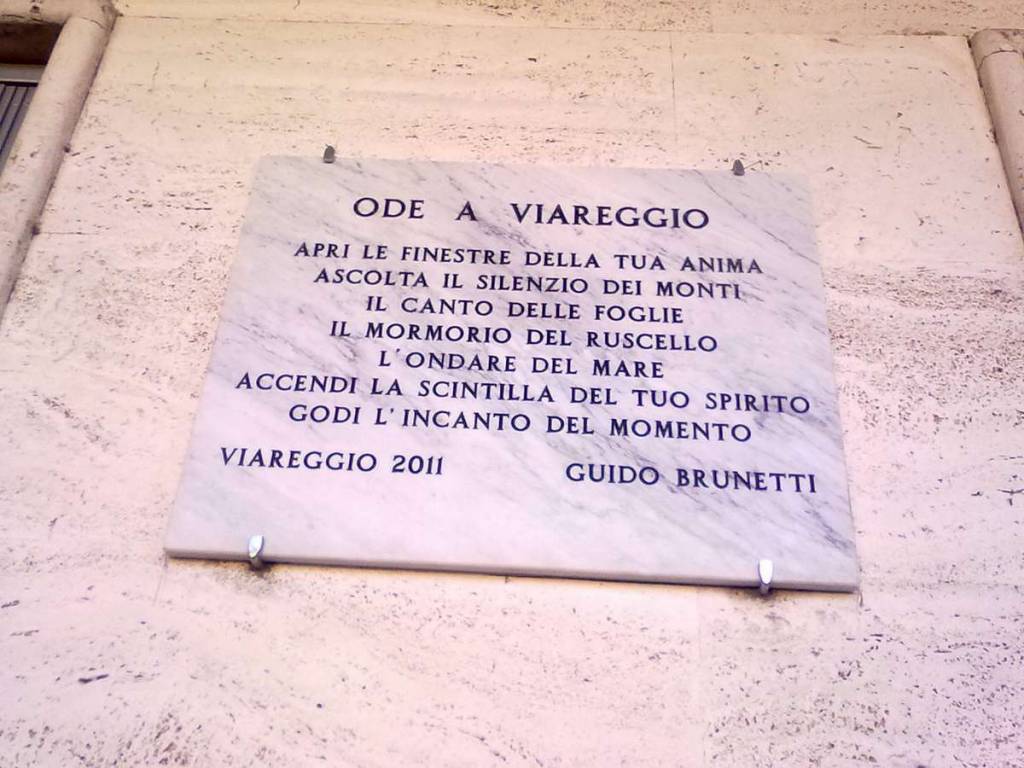 ODE A VIAREGGIO
APRI LE FINESTRE DELLA TUA ANIMA
ASCOLTA IL SILENZIO DEI MONTI
IL CANTO DELLE FOGLIE
IL MORMORIO DEL RUSCELLO
L'ONDARE DEL MARE
ACCENDI LA SCINTILLA DEL TUO SPIRITO
GODI L'INCANTO DEL MOMENTO
VIAREGGIO 2011 GUIDO BRUNETTI